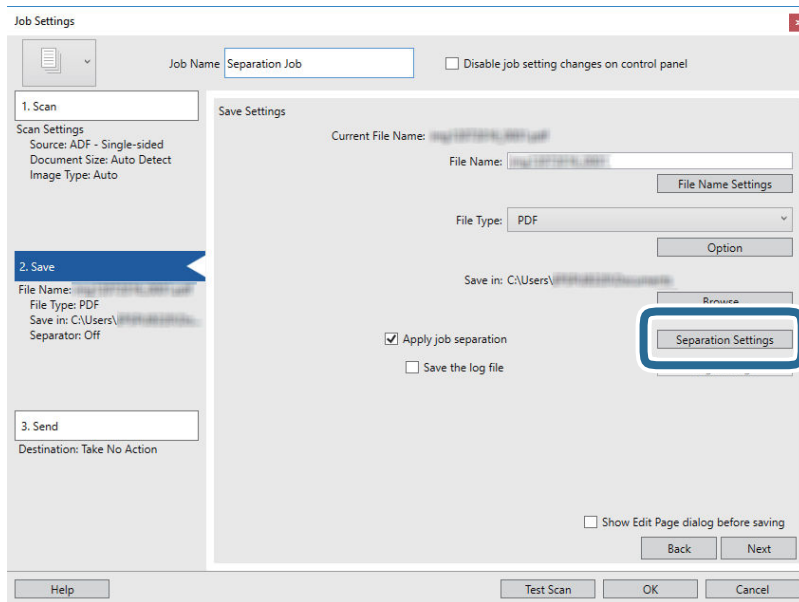 Job Settings
Job Name Separation Job
Disable job setting changes on control panel
1. Scan
Scan Settings
Source: ADF - Single-sided
Document Size: Auto Detect
Image Type: Auto
2. Save
File Name:
File Type: PDF
Save in: C:\Users\
Separator: Off
3. Send
Destination: Take No Action
Save Settings
Current File Name:
File Name:
File Name Settings
File Type: PDF
Option
Save in: C:\Users\
Browse
Apply job separation
Separation Settings
Save the log file
Show Edit Page dialog before saving
Back Next
Help Test Scan OK Cancel